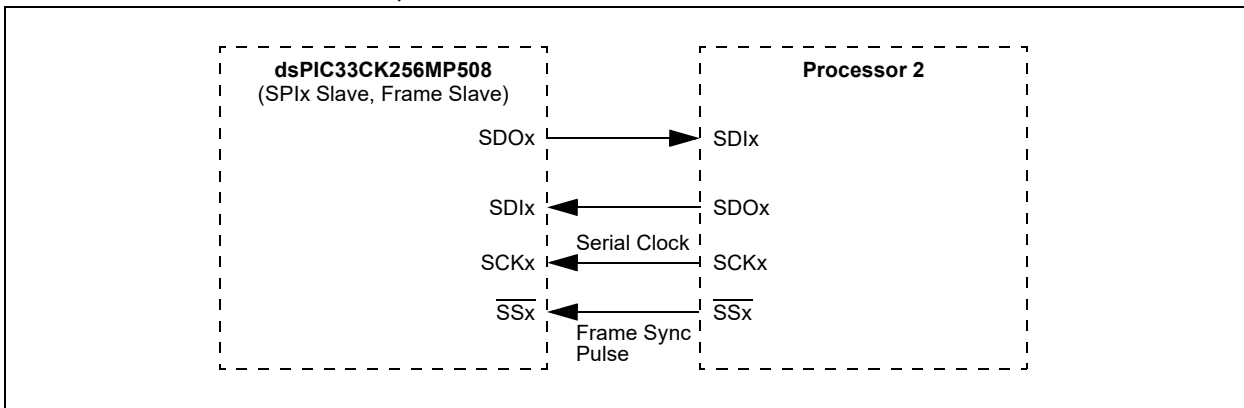 dsPIC33CK256MP508
(SPIx Slave, Frame Slave)
Processor 2
SDOx
SDIx
SDIx
SDOx
Serial Clock
SCKx
SCKx
SSx
SSx
Frame Sync
Pulse